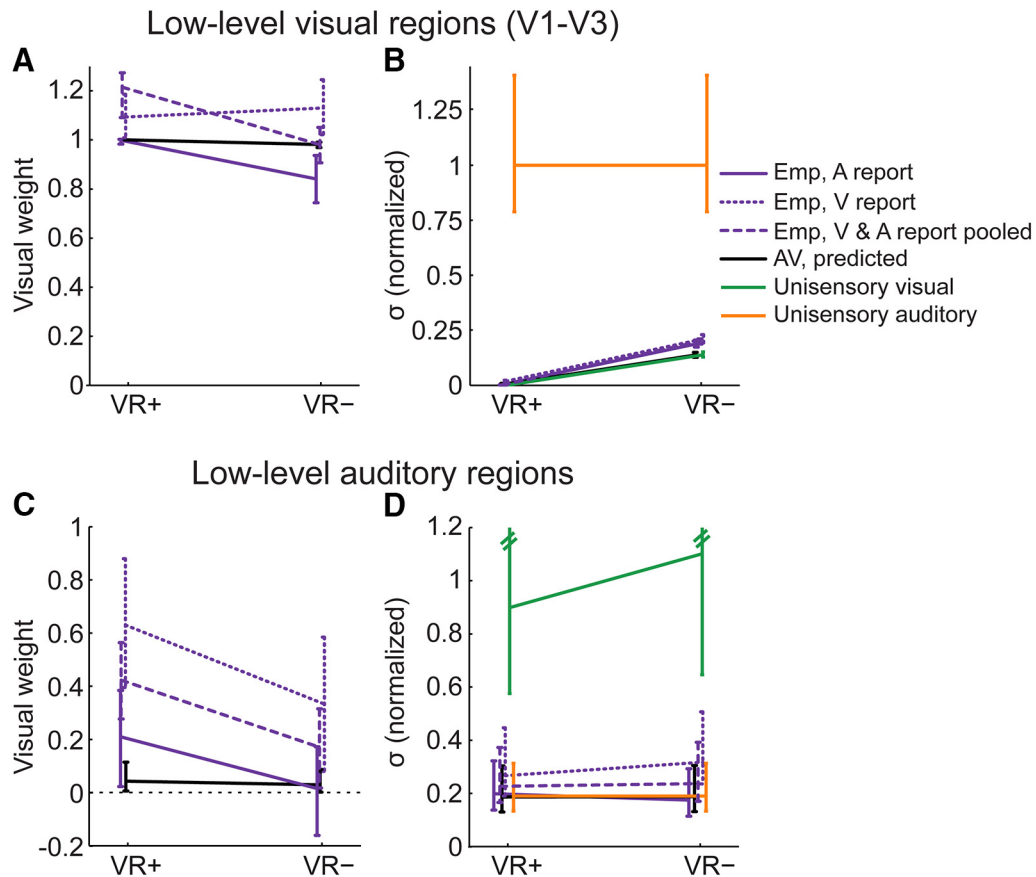 Low-level visual regions (V1-V3)
A
B
Visual weight
1.2
1
0.8
0.6
0.4
0.2
0
VR+
VR−
σ (normalized)
1.25
1
0.75
0.5
0.25
0
VR+
VR−
Emp, A report
Emp, V report
Emp, V & A report pooled
AV, predicted
Unisensory visual
Unisensory auditory
Low-level auditory regions
C
D
Visual weight
1
0.8
0.6
0.4
0.2
0
-0.2
VR+
VR−
σ (normalized)
1.2
1
0.8
0.6
0.4
0.2
0
VR+
VR−